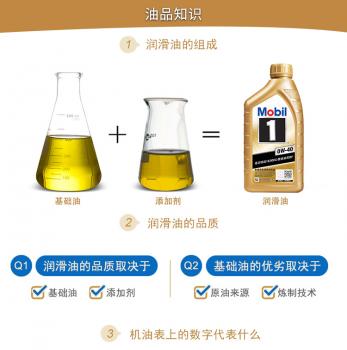 油品知识
1 润滑油的组成
+ =
Mobil
1
0W-40
基础油 添加剂 润滑油
2 润滑油的品质
Q1 润滑油的品质取决于
基础油 添加剂
Q2 基础油的优劣取决于
原油来源 炼制技术
3 机油表上的数字代表什么